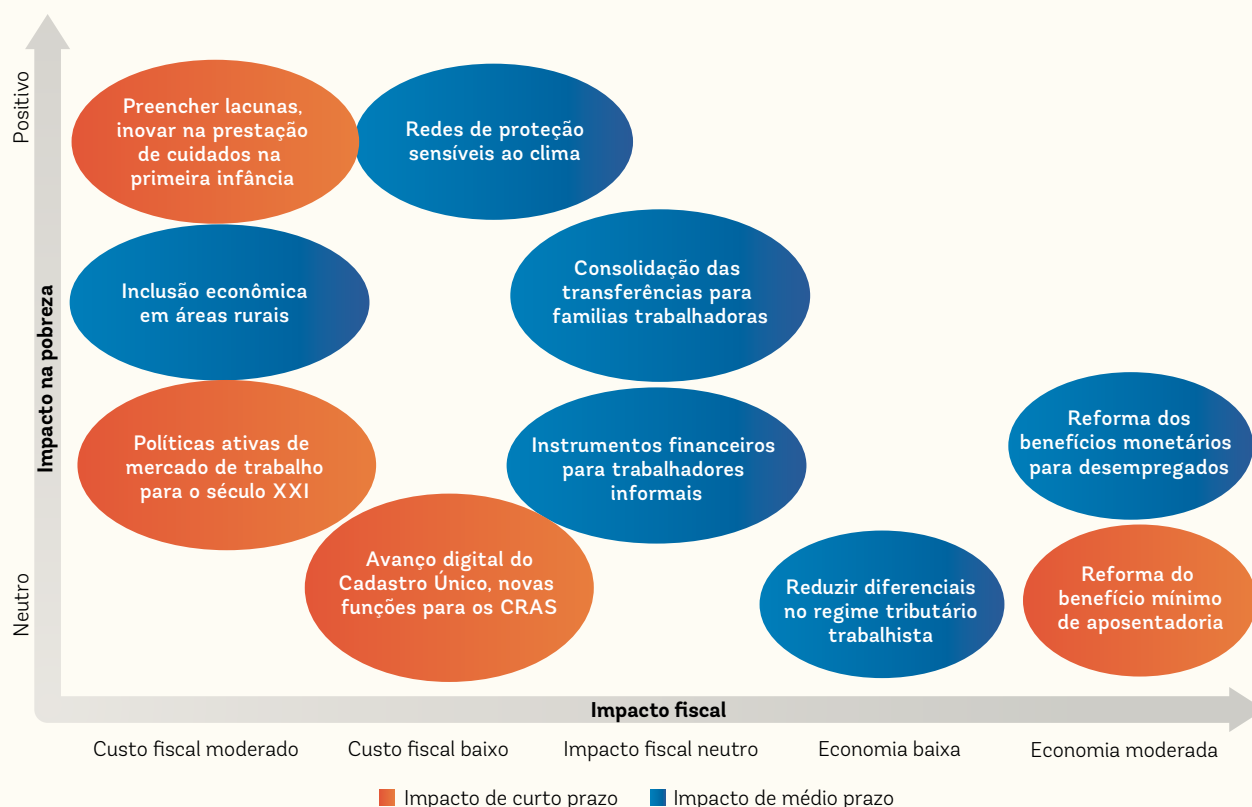 Positivo
Impacto na pobreza
Neutro
Preencher lacunas,
inovar na prestação
de cuidados na
primeira infância
Redes de proteção
sensíveis ao clima
Inclusão econômica
em áreas rurais
Consolidação das
transferências para
familias trabalhadoras
Políticas ativas de
mercado de trabalho
para o século XXI
Instrumentos financeiros
para trabalhadores
informais
Reforma dos
benefícios monetários
para desempregados
Avanço digital do
Cadastro Único, novas
funções para os CRAS
Reduzir diferenciais
no regime tributário
trabalhista
Reforma do
benefício mínimo
de aposentadoria
Impacto fiscal
Custo fiscal moderado
Custo fiscal baixo
Impacto fiscal neutro
Economia baixa
Economia moderada
Impacto de curto prazo
Impacto de médio prazo